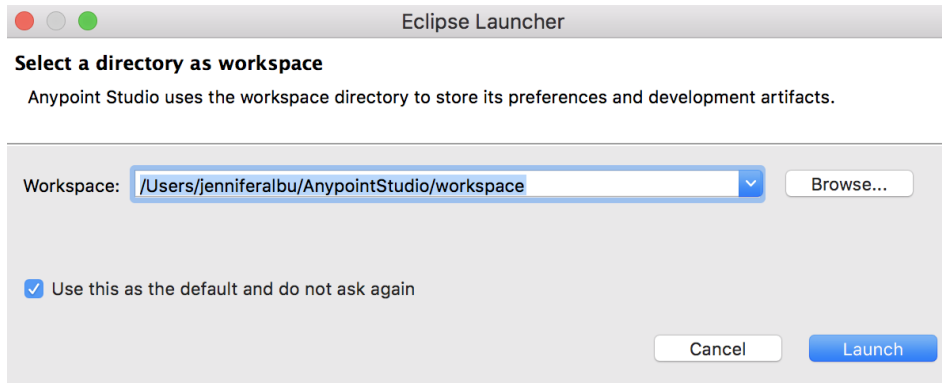 Eclipse Launcher
Select a directory as workspace
Anypoint Studio uses the workspace directory to store its preferences and development artifacts.
Workspace: /Users/jenniferalbu/AnypointStudio/workspace Browse...
Use this as the default and do not ask again
Cancel Launch